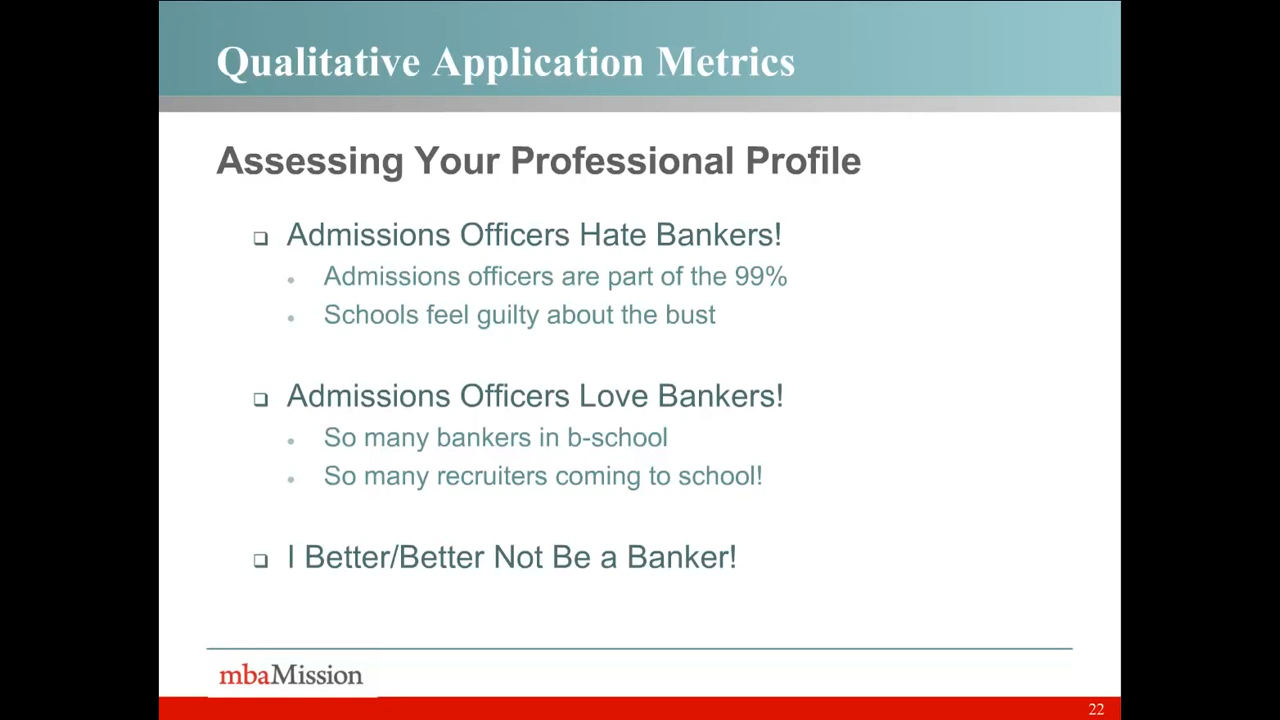 Qualitative Application Metrics
Assessing Your Professional Profile
Admissions Officers Hate Bankers!
Admissions officers are part of the 99%
Schools feel guilty about the bust
Admissions Officers Love Bankers!
So many bankers in b-school
So many recruiters coming to school!
I Better/Better Not Be a Banker!
mbaMission
22